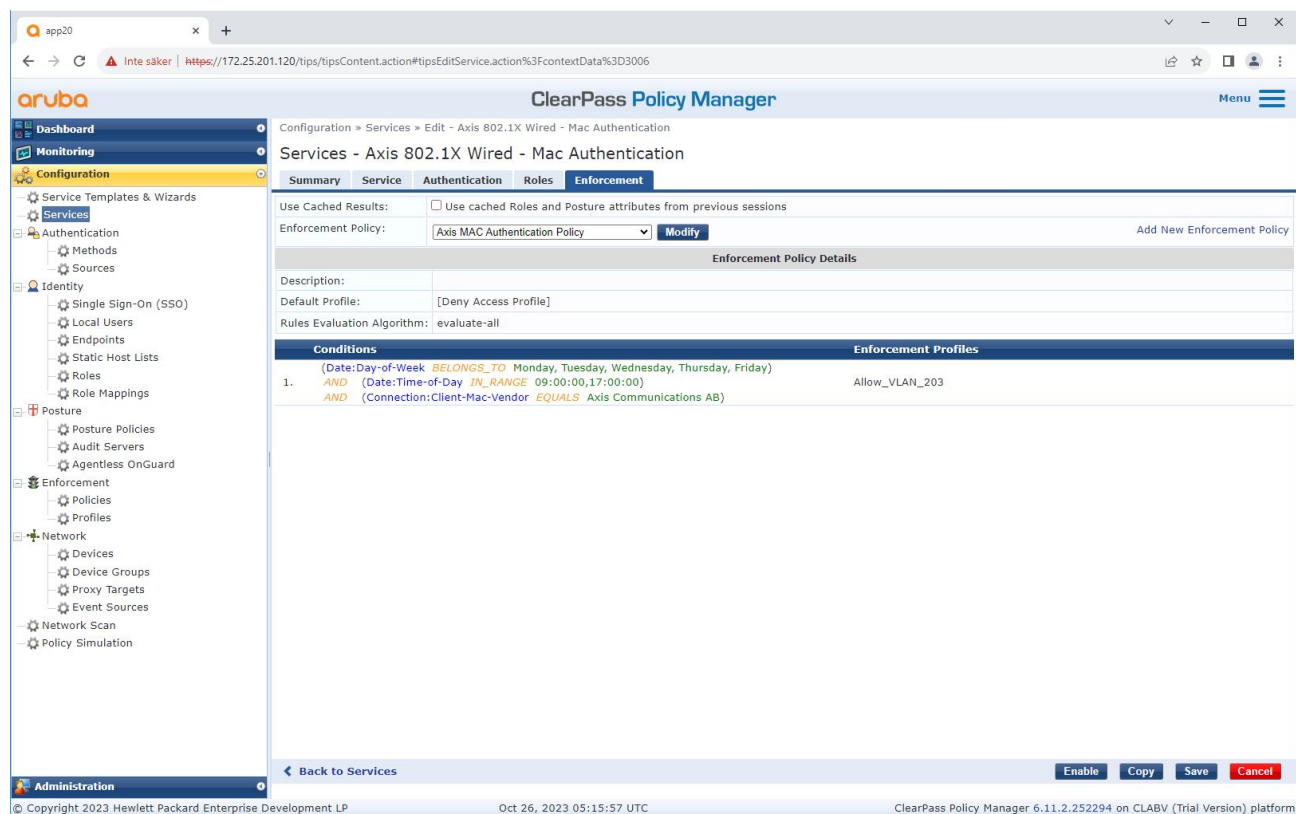 app20
Inte säker | https://172.25.201.120/tips/tipsContent.action#tipsEditService.action%3FcontextData%3D3006
aruba
ClearPass Policy Manager
Menu
Dashboard
Monitoring
Configuration
Service Templates & Wizards
Services
Authentication
Methods
Sources
Identity
Single Sign-On (SSO)
Local Users
Endpoints
Static Host Lists
Roles
Role Mappings
Posture
Posture Policies
Audit Servers
Agentless OnGuard
Enforcement
Policies
Profiles
Network
Devices
Device Groups
Proxy Targets
Event Sources
Network Scan
Policy Simulation
Administration
Configuration » Services » Edit - Axis 802.1X Wired - Mac Authentication
Services - Axis 802.1X Wired - Mac Authentication
Summary Service Authentication Roles Enforcement
Use Cached Results: Use cached Roles and Posture attributes from previous sessions
Enforcement Policy: Axis MAC Authentication Policy Modify Add New Enforcement Policy
Enforcement Policy Details
Description:
Default Profile: [Deny Access Profile]
Rules Evaluation Algorithm: evaluate-all
Conditions Enforcement Profiles
(Date:Day-of-Week BELONGS_TO Monday, Tuesday, Wednesday, Thursday, Friday)
1. AND (Date:Time-of-Day IN_RANGE 09:00:00,17:00:00) Allow_VLAN_203
AND (Connection:Client-Mac-Vendor EQUALS Axis Communications AB)
Back to Services Enable Copy Save Cancel
© Copyright 2023 Hewlett Packard Enterprise Development LP Oct 26, 2023 05:15:57 UTC ClearPass Policy Manager 6.11.2.252294 on CLABV (Trial Version) platform